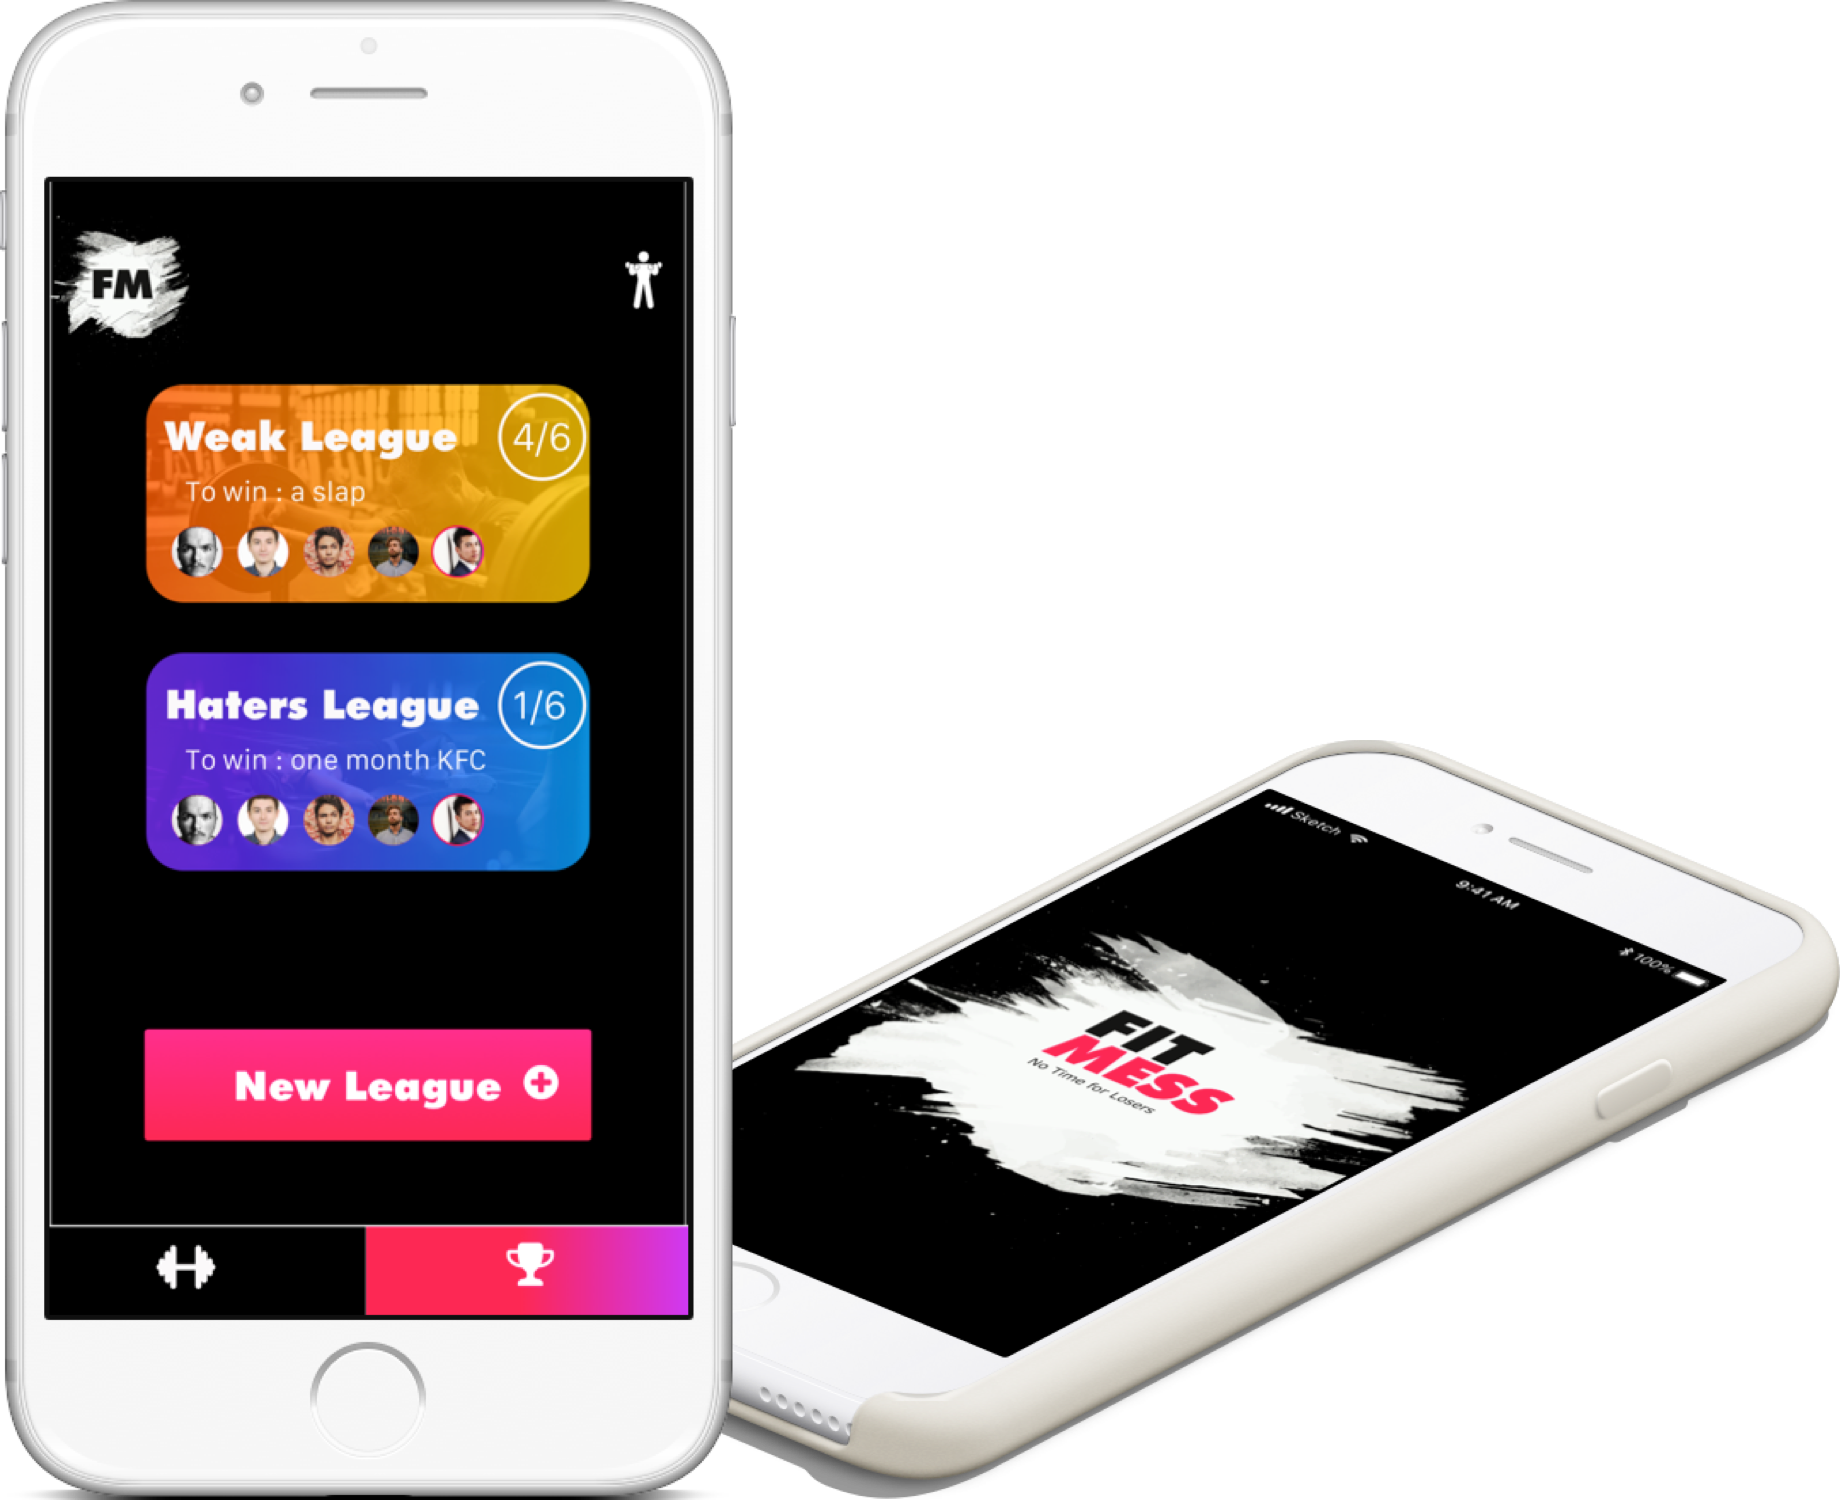 FM
Weak League 4/6
To win : a slap
Haters League 1/6
To win : one month KFC
New League
Sketch 9:41 AM 100%
FIT
MESS
No Time for Losers